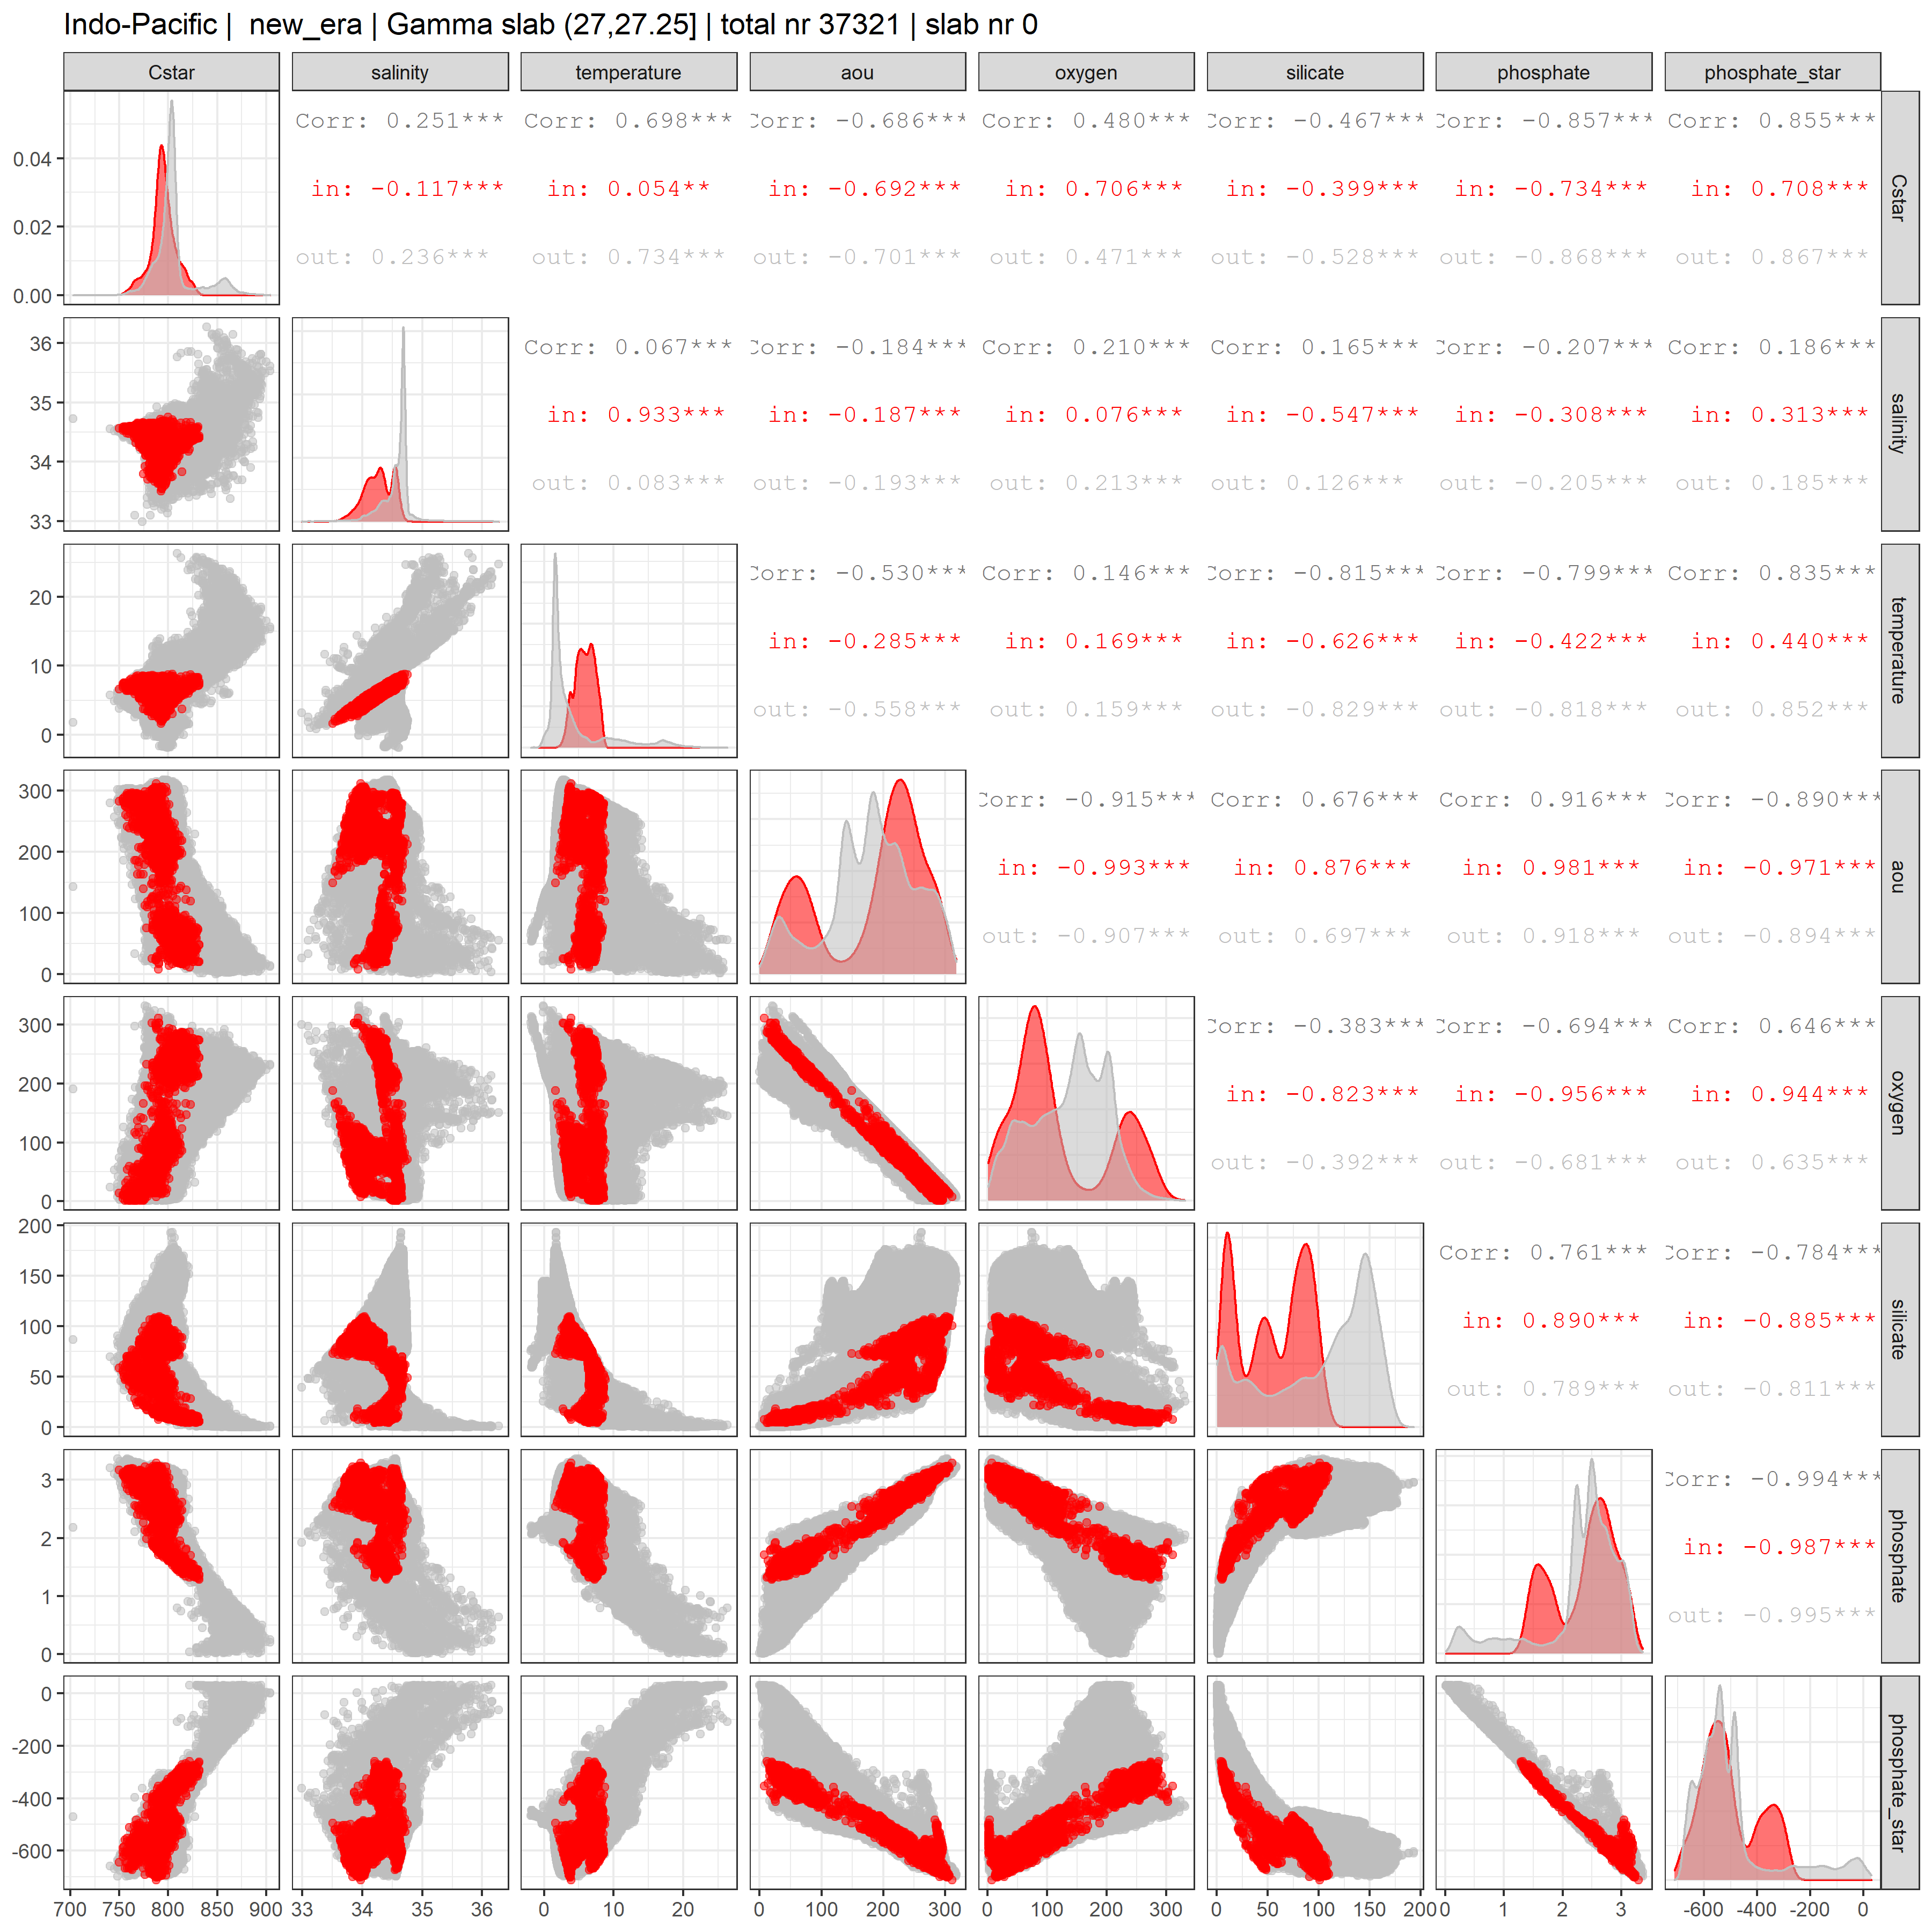 Indo-Pacific |  new_era | Gamma slab (27,27.25] | total nr 37321 | slab nr 0
Cstar salinity temperature aou oxygen silicate phosphate phosphate_star
Corr: 0.251*** Corr: 0.698*** Corr: -0.686*** Corr: 0.480*** Corr: -0.467*** Corr: -0.857*** Corr: 0.855***
0.04
in: -0.117*** in: 0.054** in: -0.692*** in: 0.706*** in: -0.399*** in: -0.734*** in: 0.708***
Cstar
0.02
out: 0.236*** out: 0.734*** out: -0.701*** out: 0.471*** out: -0.528*** out: -0.868*** out: 0.867***
0.00
36
Corr: 0.067*** Corr: -0.184*** Corr: 0.210*** Corr: 0.165*** Corr: -0.207*** Corr: 0.186***
35
in: 0.933*** in: -0.187*** in: 0.076*** in: -0.547*** in: -0.308*** in: 0.313***
salinity
34
out: 0.083*** out: -0.193*** out: 0.213*** out: 0.126*** out: -0.205*** out: 0.185***
33
Corr: -0.530*** Corr: 0.146*** Corr: -0.815*** Corr: -0.799*** Corr: 0.835***
20
in: -0.285*** in: 0.169*** in: -0.626*** in: -0.422*** in: 0.440***
temperature
10
out: -0.558*** out: 0.159*** out: -0.829*** out: -0.818*** out: 0.852***
0
300
Corr: -0.915*** Corr: 0.676*** Corr: 0.916*** Corr: -0.890***
200
in: -0.993*** in: 0.876*** in: 0.981*** in: -0.971***
aou
100
out: -0.907*** out: 0.697*** out: 0.918*** out: -0.894***
0
300
Corr: -0.383*** Corr: -0.694*** Corr: 0.646***
200
in: -0.823*** in: -0.956*** in: 0.944***
oxygen
100
out: -0.392*** out: -0.681*** out: 0.635***
0
200
Corr: 0.761*** Corr: -0.784***
150
100
in: 0.890*** in: -0.885***
silicate
50
out: 0.789*** out: -0.811***
0
3
Corr: -0.994***
2
in: -0.987***
phosphate
1
out: -0.995***
0
0
-200
phosphate_star
-400
-600
700 750 800 850 900 33 34 35 36 0 10 20 0 100 200 300 0 100 200 300 0 50 100 150 200 0 1 2 3 -600 -400 -200 0